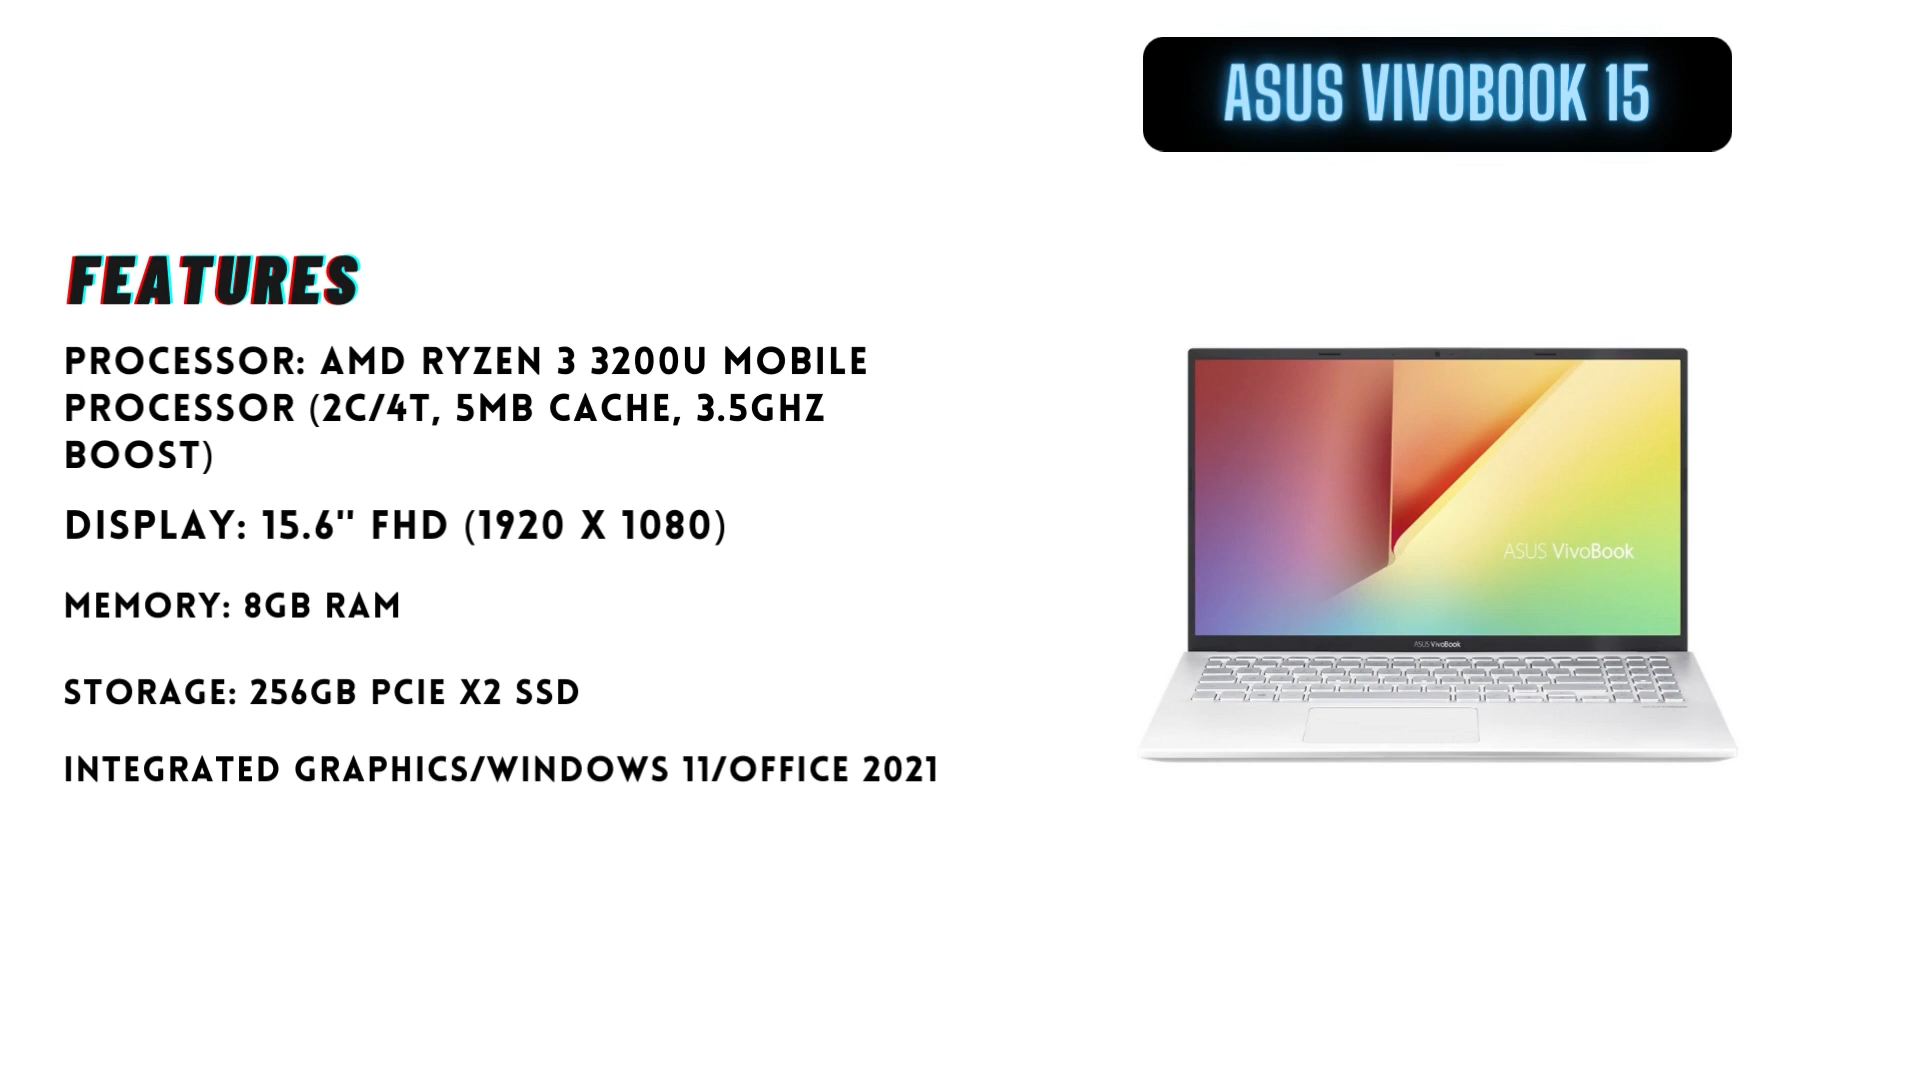 ASUS VIVOBOOK 15
FEATURES
PROCESSOR: AMD RYZEN 3 3200U MOBILE
PROCESSOR (2C/4T, 5MB CACHE, 3.5GHZ
BOOST)
DISPLAY: 15.6" FHD (1920 X 1080)
MEMORY: 8GB RAM
STORAGE: 256GB PCIE X2 SSD
INTEGRATED GRAPHICS/WINDOWS 11/OFFICE 2021
ASUS VivoBook
ASUS VivoBook